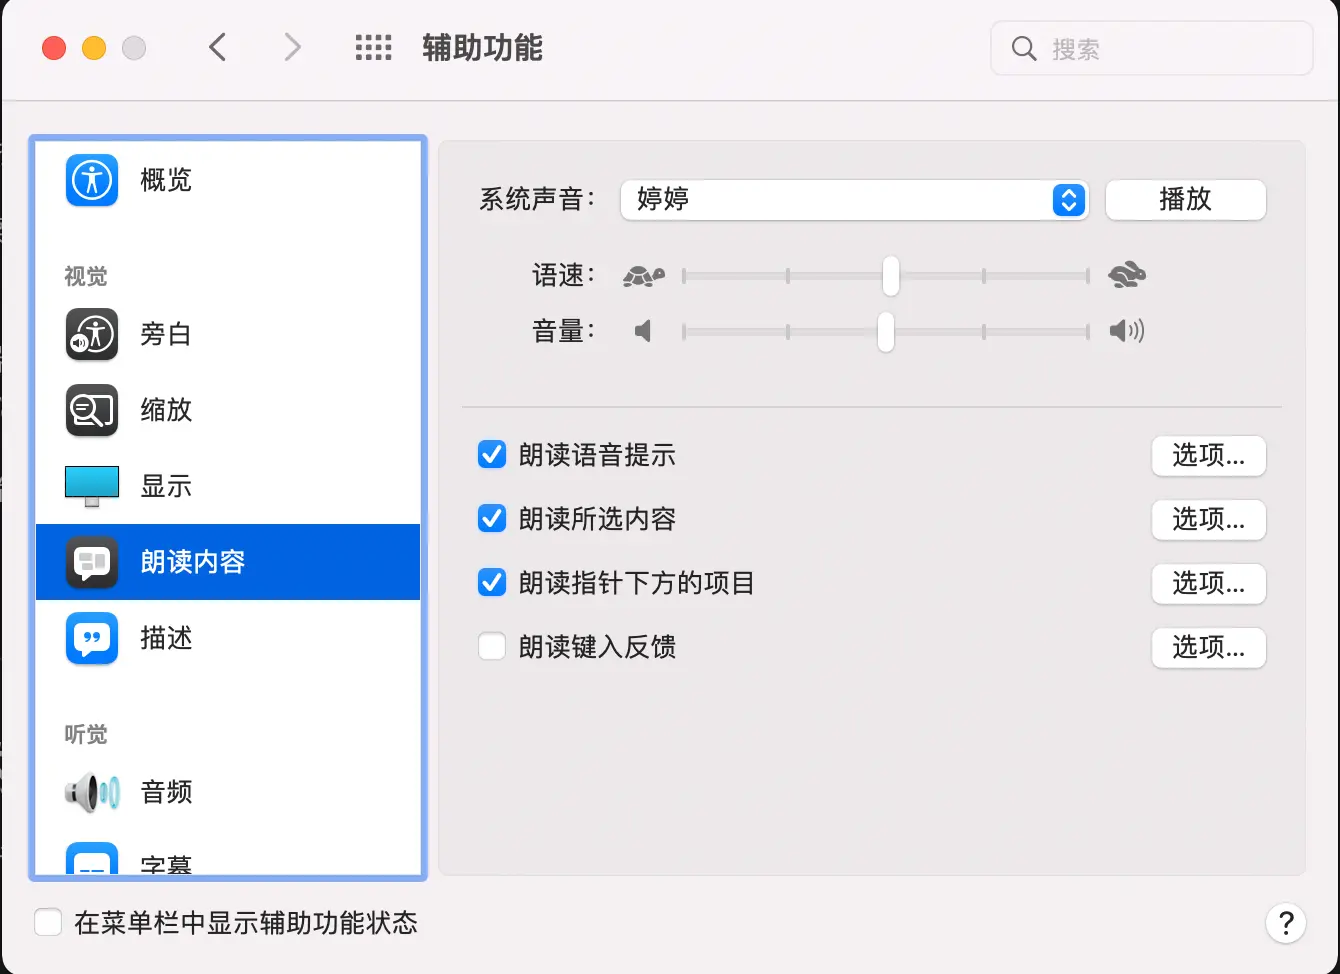 辅助功能
搜索
概览
视觉
旁白
缩放
显示
朗读内容
描述
听觉
音频
字幕
系统声音： 婷婷 播放
语速：
音量：
朗读语音提示 选项...
朗读所选内容 选项...
朗读指针下方的项目 选项...
朗读键入反馈 选项...
在菜单栏中显示辅助功能状态 ?